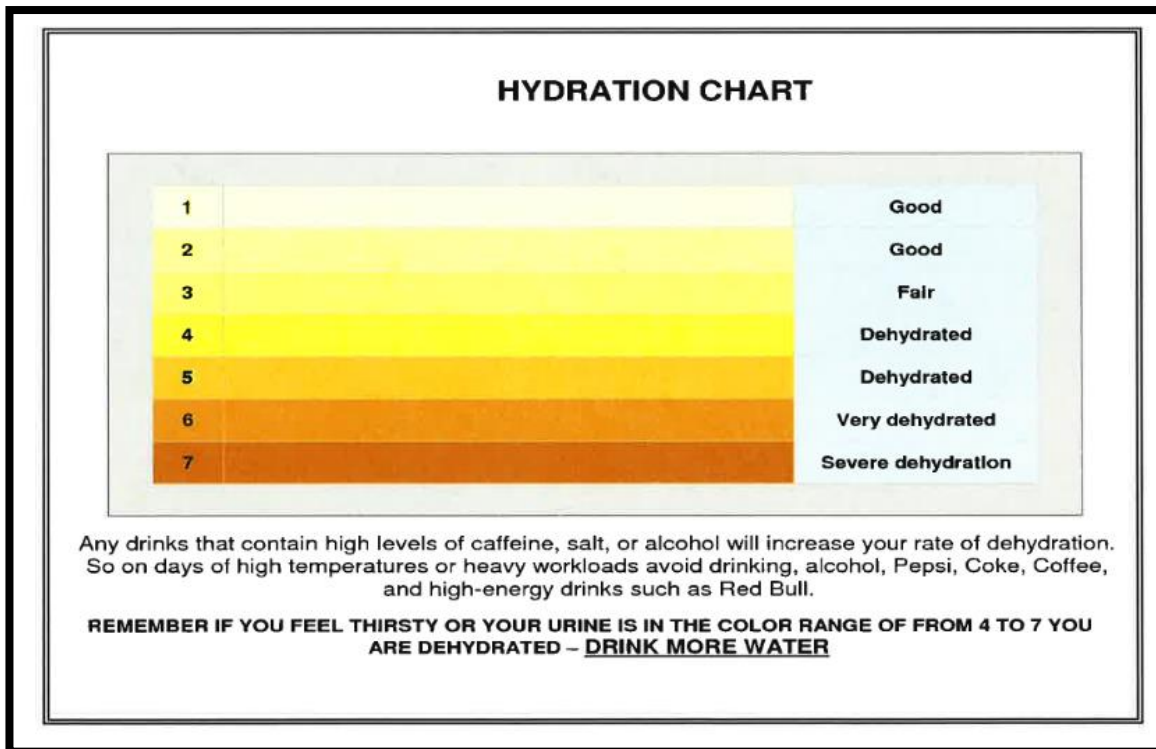 HYDRATION CHART
1 Good
2 Good
3 Fair
4 Dehydrated
5 Dehydrated
6 Very dehydrated
7 Severe dehydration
Any drinks that contain high levels of caffeine, salt, or alcohol will increase your rate of dehydration.
So on days of high temperatures or heavy workloads avoid drinking, alcohol, Pepsi, Coke, Coffee,
and high-energy drinks such as Red Bull.
REMEMBER IF YOU FEEL THIRSTY OR YOUR URINE IS IN THE COLOR RANGE OF FROM 4 TO 7 YOU
ARE DEHYDRATED – DRINK MORE WATER